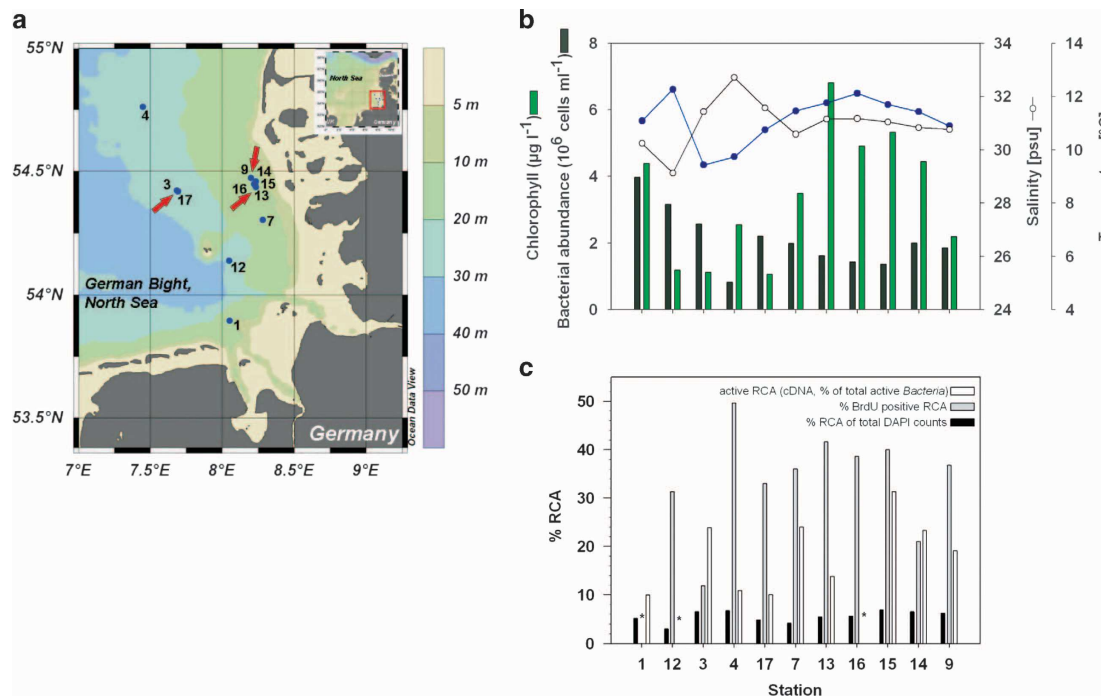 a
55°N
54.5°N
54°N
53.5°N
7°E
7.5°E
8°E
8.5°E
9°E
4
9
14
3
16
15
17
13
7
12
1
German Bight,
North Sea
Germany
North Sea
Germany
Ocean Data View
5 m
10 m
20 m
30 m
40 m
50 m
b
Chlorophyll (µg l⁻¹)
Bacterial abundance (10⁶ cells ml⁻¹)
8
6
4
2
0
34
32
30
28
26
24
Salinity [psu]
14
12
10
8
6
4
c
active RCA (cDNA, % of total active Bacteria)
% BrdU positive RCA
% RCA of total DAPI counts
% RCA
50
40
30
20
10
0
* * *
1 12 3 4 17 7 13 16 15 14 9
Station